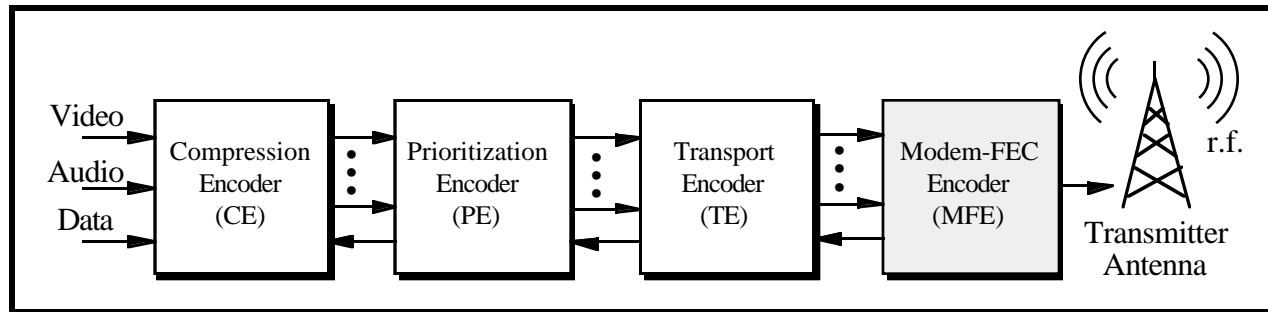 Video
Audio
Data
Compression
Encoder
(CE)
Prioritization
Encoder
(PE)
Transport
Encoder
(TE)
Modem-FEC
Encoder
(MFE)
r.f.
Transmitter
Antenna